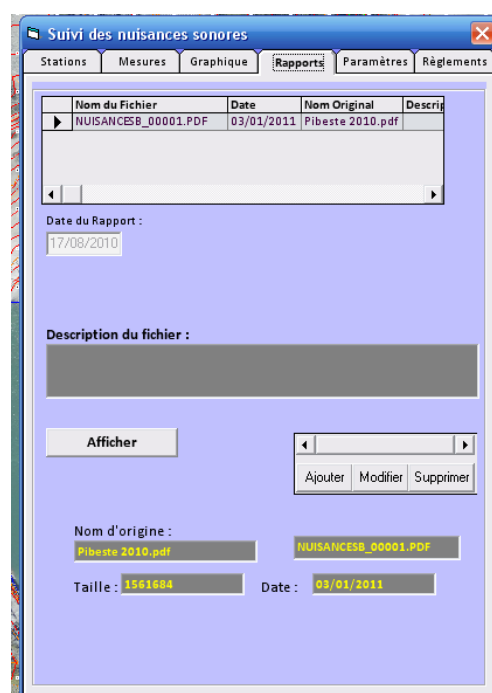 Suivi des nuisances sonores
Stations Mesures Graphique Rapports Paramètres Règlements
Nom du Fichier Date Nom Original Descrip
NUISANCESB_00001.PDF 03/01/2011 Pibeste 2010.pdf
Date du Rapport :
17/08/2010
Description du fichier :
Afficher
Ajouter Modifier Supprimer
Nom d'origine :
Pibeste 2010.pdf NUISANCESB_00001.PDF
Taille : 1561684 Date : 03/01/2011